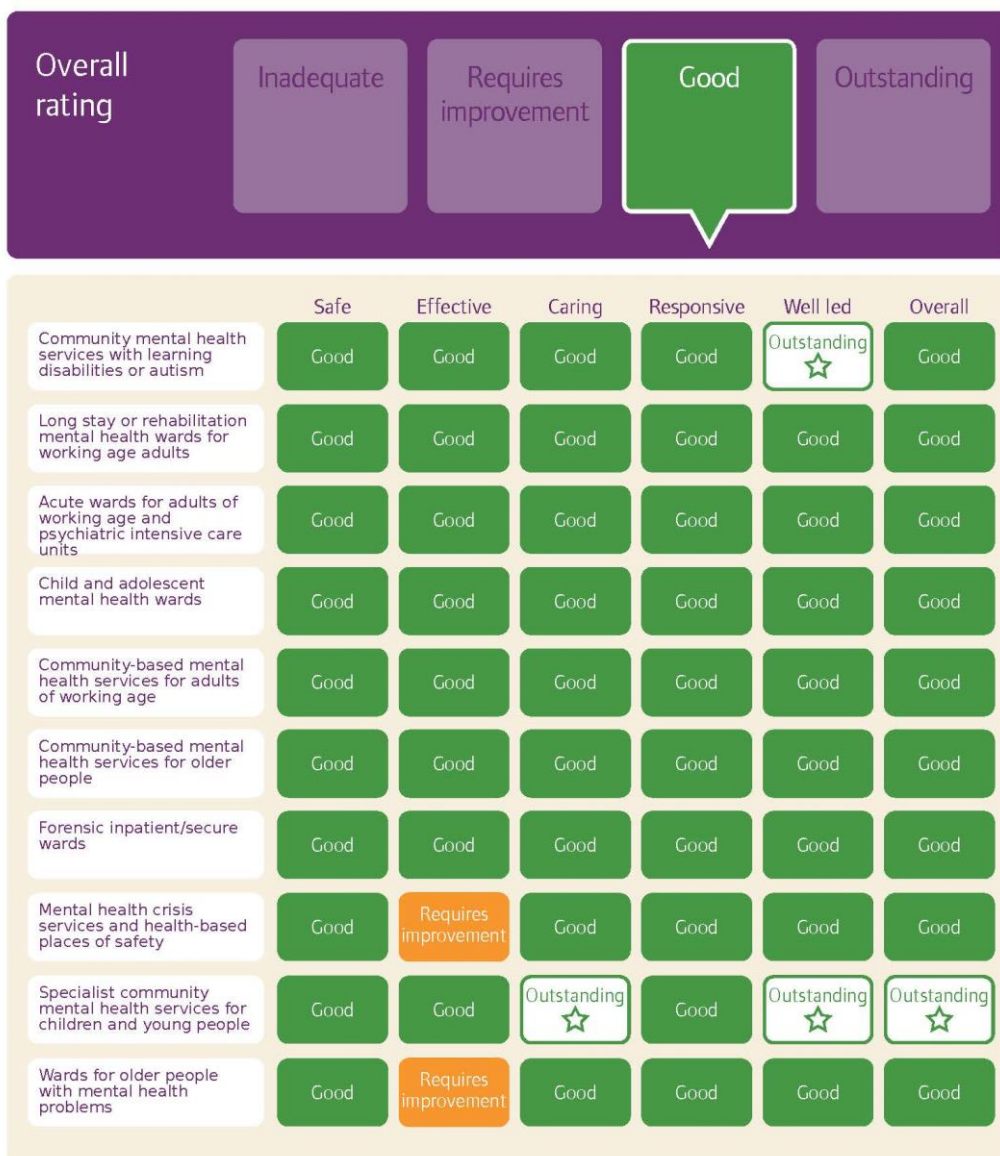 Overall
rating
Inadequate
Requires
improvement
Good
Outstanding
Safe Effective Caring Responsive Well led Overall
Community mental health
services with learning
disabilities or autism
Good Good Good Good Outstanding Good
Long stay or rehabilitation
mental health wards for
working age adults
Good Good Good Good Good Good
Acute wards for adults of
working age and
psychiatric intensive care
units
Good Good Good Good Good Good
Child and adolescent
mental health wards
Good Good Good Good Good Good
Community-based mental
health services for adults
of working age
Good Good Good Good Good Good
Community-based mental
health services for older
people
Good Good Good Good Good Good
Forensic inpatient/secure
wards
Good Good Good Good Good Good
Mental health crisis
services and health-based
places of safety
Good Requires
improvement Good Good Good Good
Specialist community
mental health services for
children and young people
Good Good Outstanding Good Outstanding Outstanding
Wards for older people
with mental health
problems
Good Requires
improvement Good Good Good Good